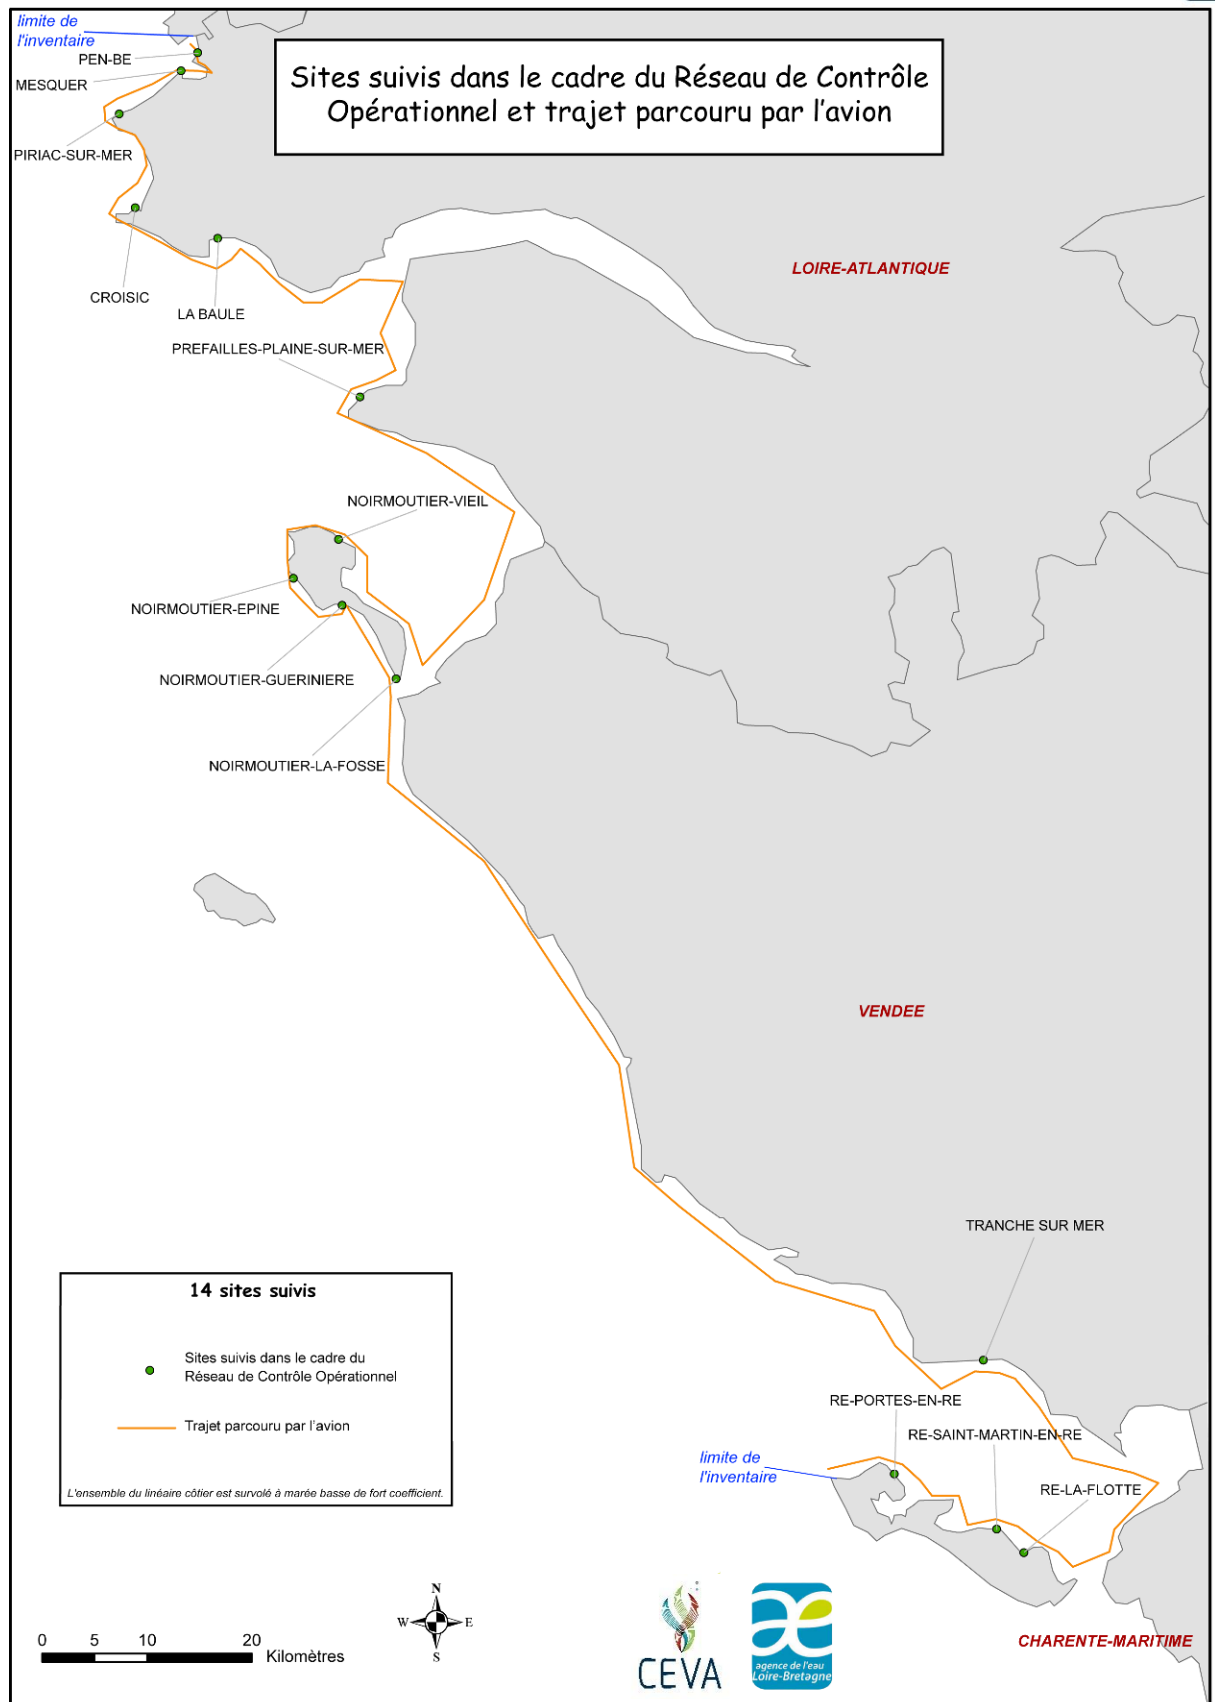 limite de
l'inventaire
PEN-BE
MESQUER
Sites suivis dans le cadre du Réseau de Contrôle
Opérationnel et trajet parcouru par l'avion
PIRIAC-SUR-MER
LOIRE-ATLANTIQUE
CROISIC
LA BAULE
PREFAILLES-PLAINE-SUR-MER
NOIRMOUTIER-VIEIL
NOIRMOUTIER-EPINE
NOIRMOUTIER-GUERINIERE
NOIRMOUTIER-LA-FOSSE
VENDEE
TRANCHE SUR MER
14 sites suivis
Sites suivis dans le cadre du
Réseau de Contrôle Opérationnel
Trajet parcouru par l'avion
L'ensemble du linéaire côtier est survolé à marée basse de fort coefficient.
RE-PORTES-EN-RE
RE-SAINT-MARTIN-EN-RE
limite de
l'inventaire
RE-LA-FLOTTE
N
W E
S
0 5 10 20 Kilomètres
CEVA
æ
agence de l'eau
Loire-Bretagne
CHARENTE-MARITIME